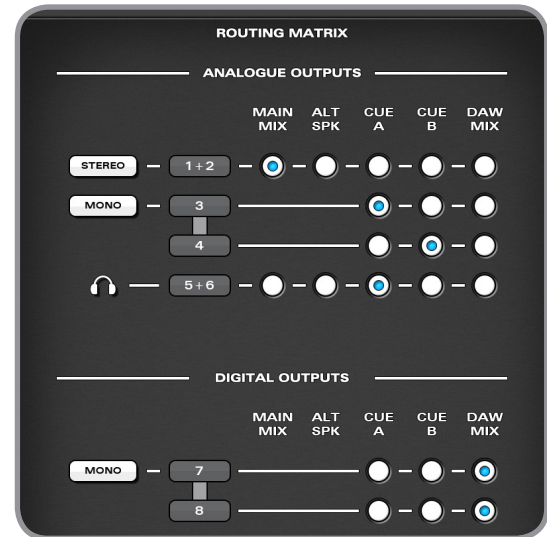 ROUTING MATRIX
ANALOGUE OUTPUTS
MAIN MIX ALT SPK CUE A CUE B DAW MIX
STEREO 1+2
MONO 3
4
5+6
DIGITAL OUTPUTS
MAIN MIX ALT SPK CUE A CUE B DAW MIX
MONO 7
8